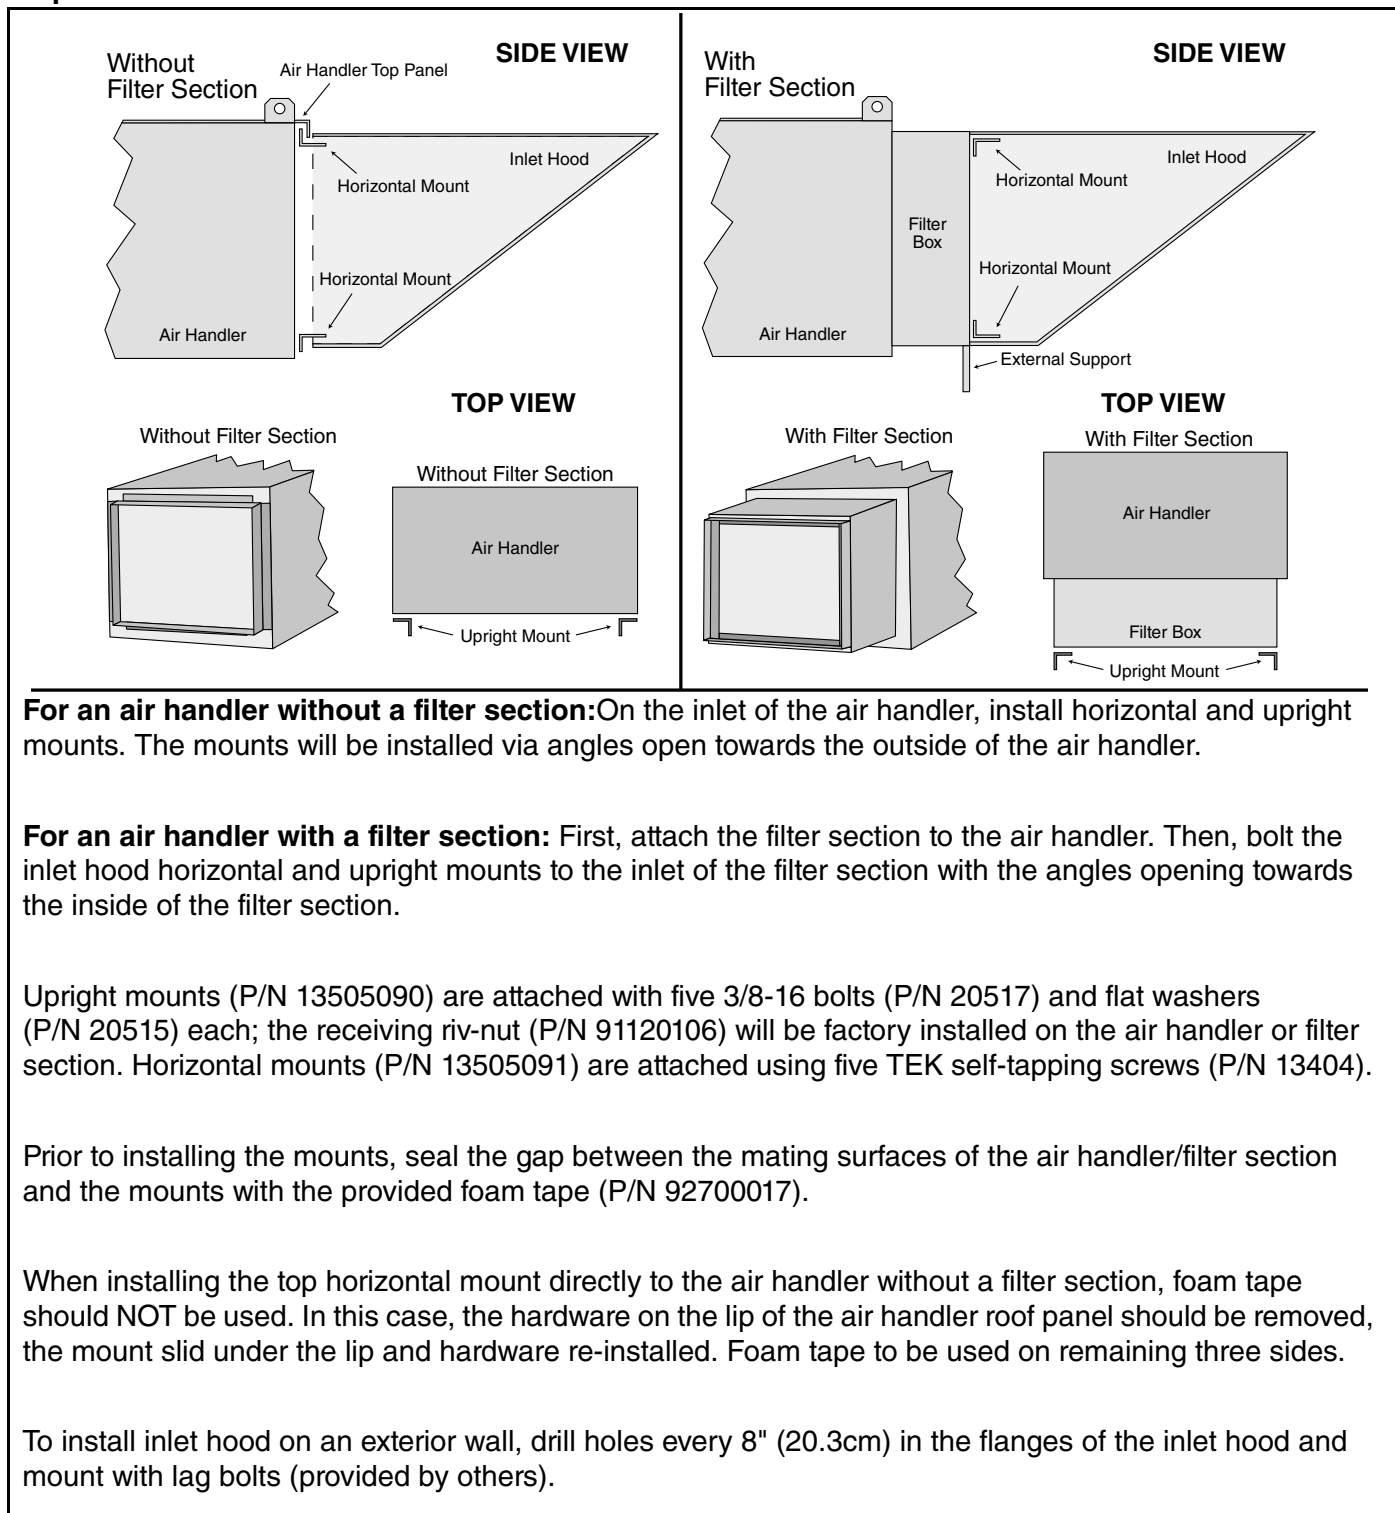 Without
Filter Section
SIDE VIEW
Air Handler Top Panel
Inlet Hood
Horizontal Mount
Horizontal Mount
Air Handler
With
Filter Section
SIDE VIEW
Inlet Hood
Horizontal Mount
Filter
Box
Horizontal Mount
Air Handler
External Support
TOP VIEW
Without Filter Section
Without Filter Section
Air Handler
Upright Mount
TOP VIEW
With Filter Section
With Filter Section
Air Handler
Filter Box
Upright Mount
For an air handler without a filter section:On the inlet of the air handler, install horizontal and upright
mounts. The mounts will be installed via angles open towards the outside of the air handler.
For an air handler with a filter section: First, attach the filter section to the air handler. Then, bolt the
inlet hood horizontal and upright mounts to the inlet of the filter section with the angles opening towards
the inside of the filter section.
Upright mounts (P/N 13505090) are attached with five 3/8-16 bolts (P/N 20517) and flat washers
(P/N 20515) each; the receiving riv-nut (P/N 91120106) will be factory installed on the air handler or filter
section. Horizontal mounts (P/N 13505091) are attached using five TEK self-tapping screws (P/N 13404).
Prior to installing the mounts, seal the gap between the mating surfaces of the air handler/filter section
and the mounts with the provided foam tape (P/N 92700017).
When installing the top horizontal mount directly to the air handler without a filter section, foam tape
should NOT be used. In this case, the hardware on the lip of the air handler roof panel should be removed,
the mount slid under the lip and hardware re-installed. Foam tape to be used on remaining three sides.
To install inlet hood on an exterior wall, drill holes every 8" (20.3cm) in the flanges of the inlet hood and
mount with lag bolts (provided by others).